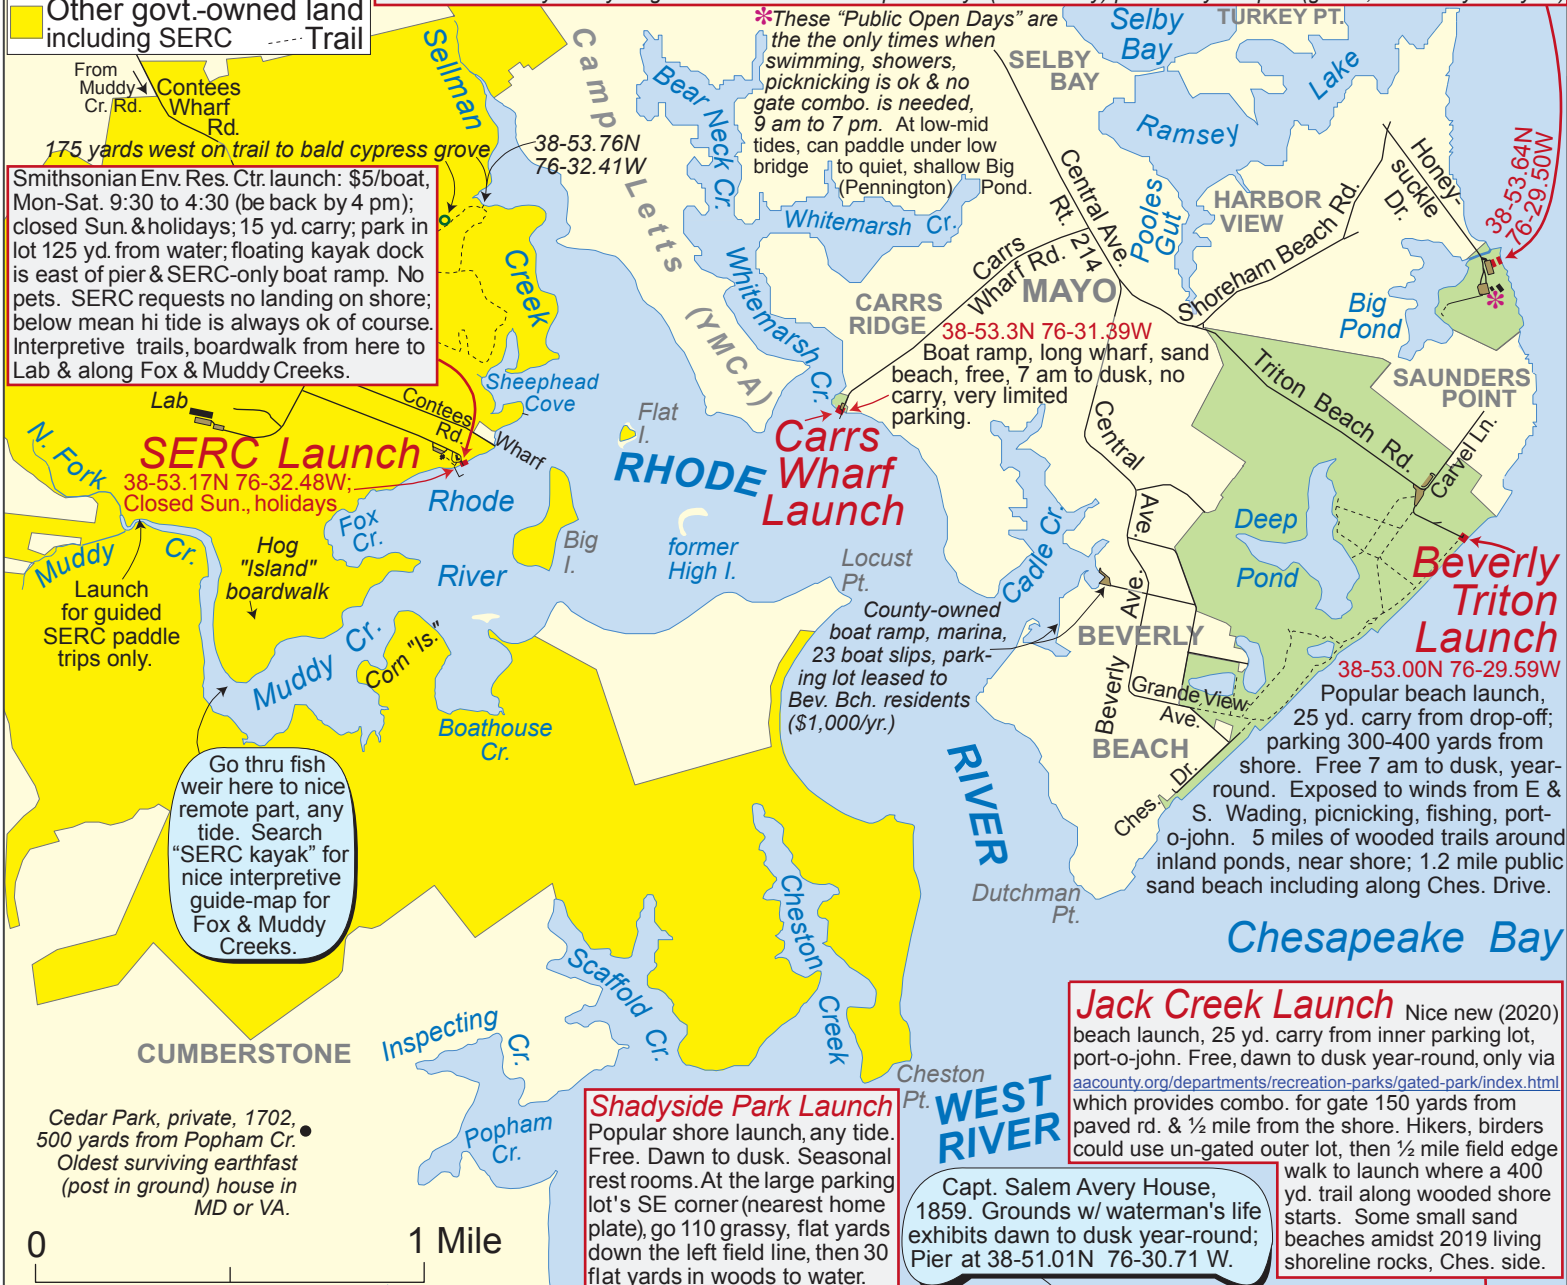 Other govt.-owned land
including SERC
Trail
From
Muddy
Cr. Rd.
Contees
Wharf
Rd.
Sellman
Creek
175 yards west on trail to bald cypress grove
38-53.76N
76-32.41W
Smithsonian Env. Res. Ctr. launch: $5/boat,
Mon-Sat. 9:30 to 4:30 (be back by 4 pm);
closed Sun. & holidays; 15 yd. carry; park in
lot 125 yd. from water; floating kayak dock
is east of pier & SERC-only boat ramp. No
pets. SERC requests no landing on shore;
below mean hi tide is always ok of course.
Interpretive trails, boardwalk from here to
Lab & along Fox & Muddy Creeks.
Camp Letts (YMCA)
Bear Neck Cr.
*These “Public Open Days” are
the the only times when
swimming, showers,
picknicking is ok & no
gate combo. is needed,
9 am to 7 pm. At low-mid
tides, can paddle under low
bridge to quiet, shallow Big
(Pennington) Pond.
Whitemarsh Cr.
Whitemarsh Cr.
SELBY
BAY
Selby
Bay
TURKEY PT.
Lake
Ramsey
Central Ave.
Rt. 214
Pooles
Gut
HARBOR
VIEW
Honey-
suckle
Dr.
38-53.64N
76-29.50W
Shoreham Beach Rd.
Carrs
Wharf Rd.
MAYO
CARRS
RIDGE
Big
Pond
*
38-53.3N 76-31.39W
Boat ramp, long wharf, sand
beach, free, 7 am to dusk, no
carry, very limited
parking.
Carrs
Wharf
Launch
Triton Beach Rd.
SAUNDERS
POINT
Carvel Ln.
Lab
Contees
Rd.
Wharf
Sheephead
Cove
Flat
I.
RHODE
SERC Launch
38-53.17N 76-32.48W;
Closed Sun., holidays
N. Fork
Muddy
Cr.
Launch
for guided
SERC paddle
trips only.
Hog
"Island"
boardwalk
Fox
Cr.
Rhode
River
Big
I.
former
High I.
Locust
Pt.
Central
Ave.
Cadle Cr.
Deep
Pond
Beverly
Triton
Launch
38-53.00N 76-29.59W
Popular beach launch,
25 yd. carry from drop-off;
parking 300-400 yards from
shore. Free 7 am to dusk, year-
round. Exposed to winds from E &
S. Wading, picnicking, fishing, port-
o-john. 5 miles of wooded trails around
inland ponds, near shore; 1.2 mile public
sand beach including along Ches. Drive.
County-owned
boat ramp, marina,
23 boat slips, park-
ing lot leased to
Bev. Bch. residents
($1,000/yr.)
BEVERLY
BEACH
Beverly
Ave.
Grande View
Ave.
Ches. Dr.
Muddy Cr.
Corn "Is."
Boathouse
Cr.
Go thru fish
weir here to nice
remote part, any
tide. Search
“SERC kayak” for
nice interpretive
guide-map for
Fox & Muddy
Creeks.
RIVER
Dutchman
Pt.
Chesapeake Bay
Cheston
Creek
Scaffold Cr.
Inspecting
Cr.
CUMBERSTONE
Popham
Cr.
Cedar Park, private, 1702,
500 yards from Popham Cr.
Oldest surviving earthfast
(post in ground) house in
MD or VA.
0
1 Mile
Cheston
Pt.
WEST
RIVER
Shadyside Park Launch
Popular shore launch, any tide.
Free. Dawn to dusk. Seasonal
rest rooms. At the large parking
lot's SE corner (nearest home
plate), go 110 grassy, flat yards
down the left field line, then 30
flat yards in woods to water.
Capt. Salem Avery House,
1859. Grounds w/ waterman's life
exhibits dawn to dusk year-round;
Pier at 38-51.01N 76-30.71 W.
Jack Creek Launch Nice new (2020)
beach launch, 25 yd. carry from inner parking lot,
port-o-john. Free, dawn to dusk year-round, only via
aacounty.org/departments/recreation-parks/gated-park/index.html
which provides combo. for gate 150 yards from
paved rd. & ½ mile from the shore. Hikers, birders
could use un-gated outer lot, then ½ mile field edge
walk to launch where a 400
yd. trail along wooded shore
starts. Some small sand
beaches amidst 2019 living
shoreline rocks, Ches. side.